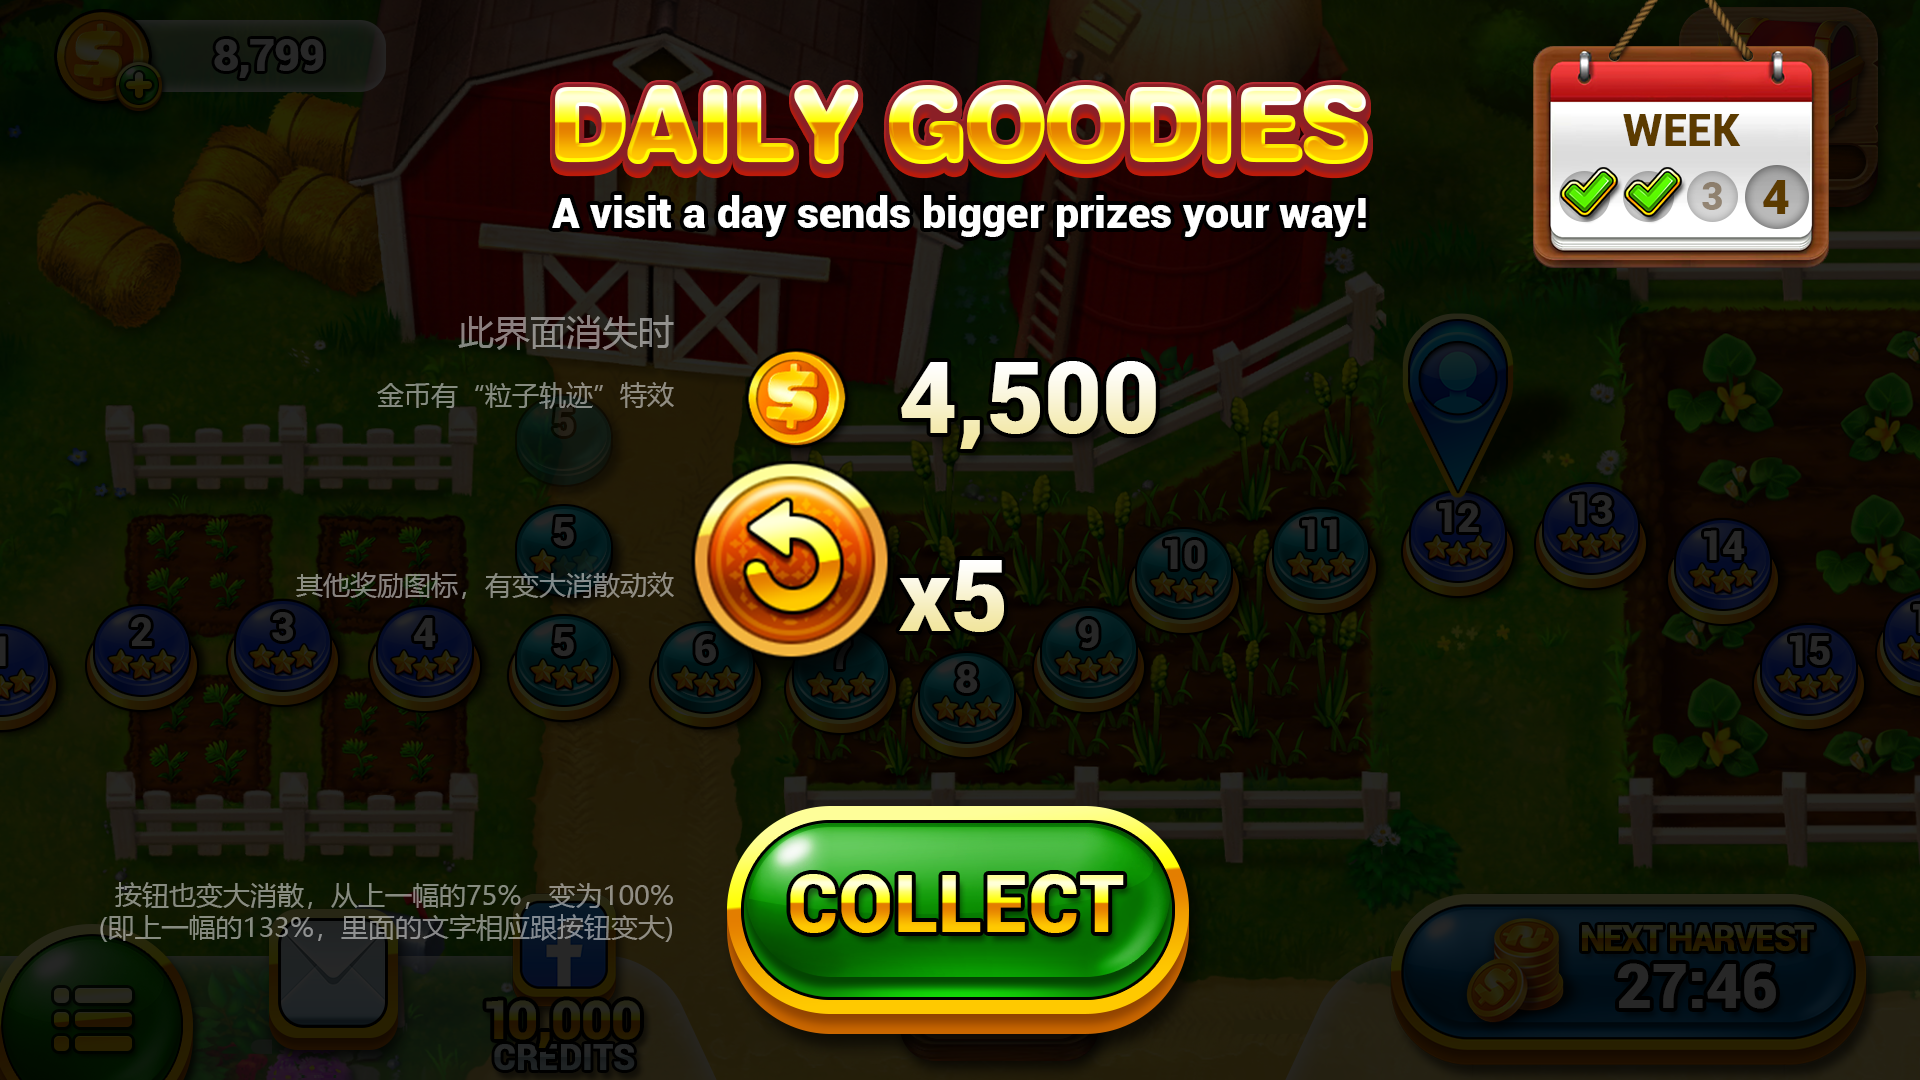 8,799
DAILY GOODIES
A visit a day sends bigger prizes your way!
WEEK
3 4
此界面消失时
金币有“粒子轨迹”特效
4,500
其他奖励图标，有变大消散动效
x5
5
5
1 2 3 4 5 6 7 8 9 10 11 12 13 14 15
COLLECT
按钮也变大消散，从上一幅的75%，变为100%
(即上一幅的133%，里面的文字相应跟按钮变大)
10,000
CREDITS
NEXT HARVEST
27:46